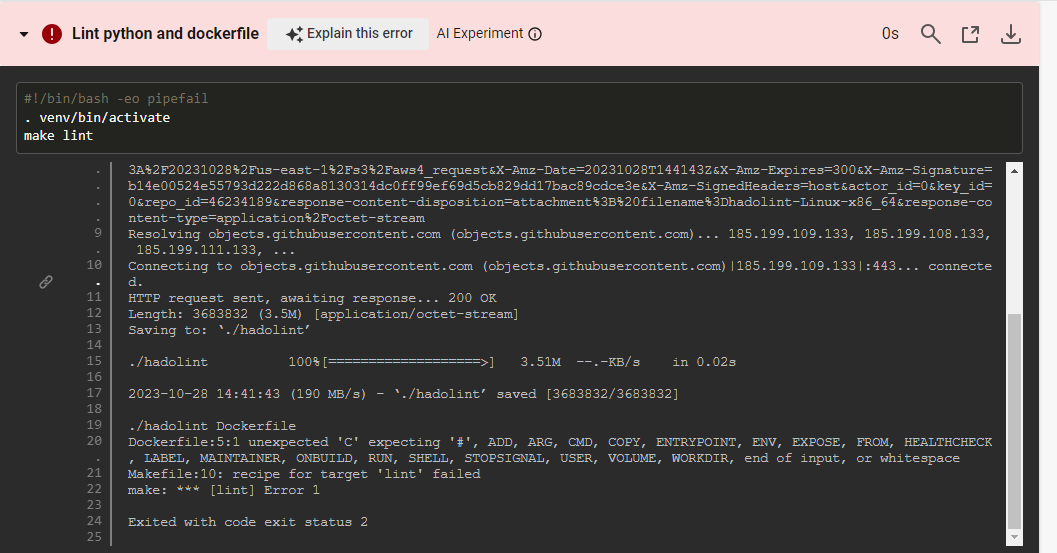 Lint python and dockerfile Explain this error AI Experiment 0s
#!/bin/bash -eo pipefail
. venv/bin/activate
make lint
. 3A%2F20231028%2Fus-east-1%2Fs3%2Faws4_request&X-Amz-Date=20231028T144143Z&X-Amz-Expires=300&X-Amz-Signature=
. b14e00524e55793d222d868a8130314dc0ff99ef69d5cb829dd17bac89cdce3e&X-Amz-SignedHeaders=host&actor_id=0&key_id=
. 0&repo_id=46234189&response-content-disposition=attachment%3B%20filename%3Dhadolint-Linux-x86_64&response-co
. ntent-type=application%2Foctet-stream
9 Resolving objects.githubusercontent.com (objects.githubusercontent.com)... 185.199.109.133, 185.199.108.133,
. 185.199.111.133, ...
10 Connecting to objects.githubusercontent.com (objects.githubusercontent.com)|185.199.109.133|:443... connecte
. d.
11 HTTP request sent, awaiting response... 200 OK
12 Length: 3683832 (3.5M) [application/octet-stream]
13 Saving to: ‘./hadolint’
14
15 ./hadolint 100%[===================>] 3.51M --.-KB/s in 0.02s
16
17 2023-10-28 14:41:43 (190 MB/s) - ‘./hadolint’ saved [3683832/3683832]
18
19 ./hadolint Dockerfile
20 Dockerfile:5:1 unexpected 'C' expecting '#', ADD, ARG, CMD, COPY, ENTRYPOINT, ENV, EXPOSE, FROM, HEALTHCHECK
. , LABEL, MAINTAINER, ONBUILD, RUN, SHELL, STOPSIGNAL, USER, VOLUME, WORKDIR, end of input, or whitespace
21 Makefile:10: recipe for target 'lint' failed
22 make: *** [lint] Error 1
23
24 Exited with code exit status 2
25